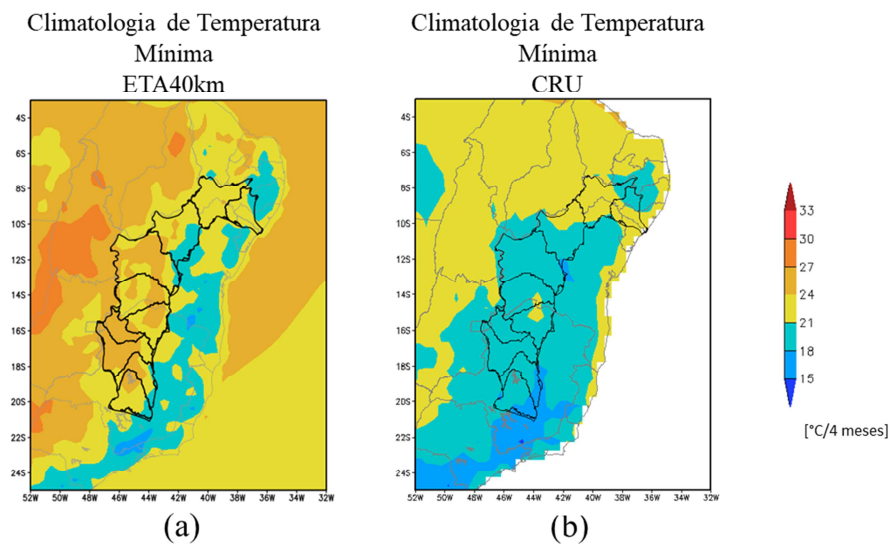 Climatologia de Temperatura
Mínima
ETA40km
Climatologia de Temperatura
Mínima
CRU
4S
6S
8S
10S
12S
14S
16S
18S
20S
22S
24S
52W 50W 48W 46W 44W 42W 40W 38W 36W 34W 32W
4S
6S
8S
10S
12S
14S
16S
18S
20S
22S
24S
52W 50W 48W 46W 44W 42W 40W 38W 36W 34W 32W
33
30
27
24
21
18
15
[°C/4 meses]
(a)
(b)